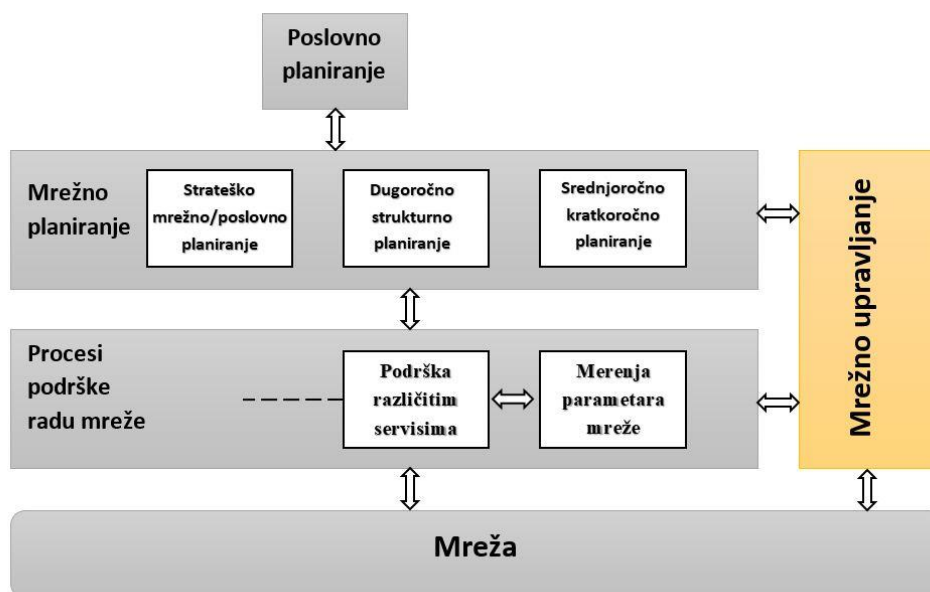 Poslovno
planiranje
Mrežno
planiranje
Strateško
mrežno/poslovno
planiranje
Dugoročno
strukturno
planiranje
Srednjoročno
kratkoročno
planiranje
Mrežno upravljanje
Procesi
podrške
radu mreže
Podrška
različitim
servisima
Merenja
parametara
mreže
Mreža